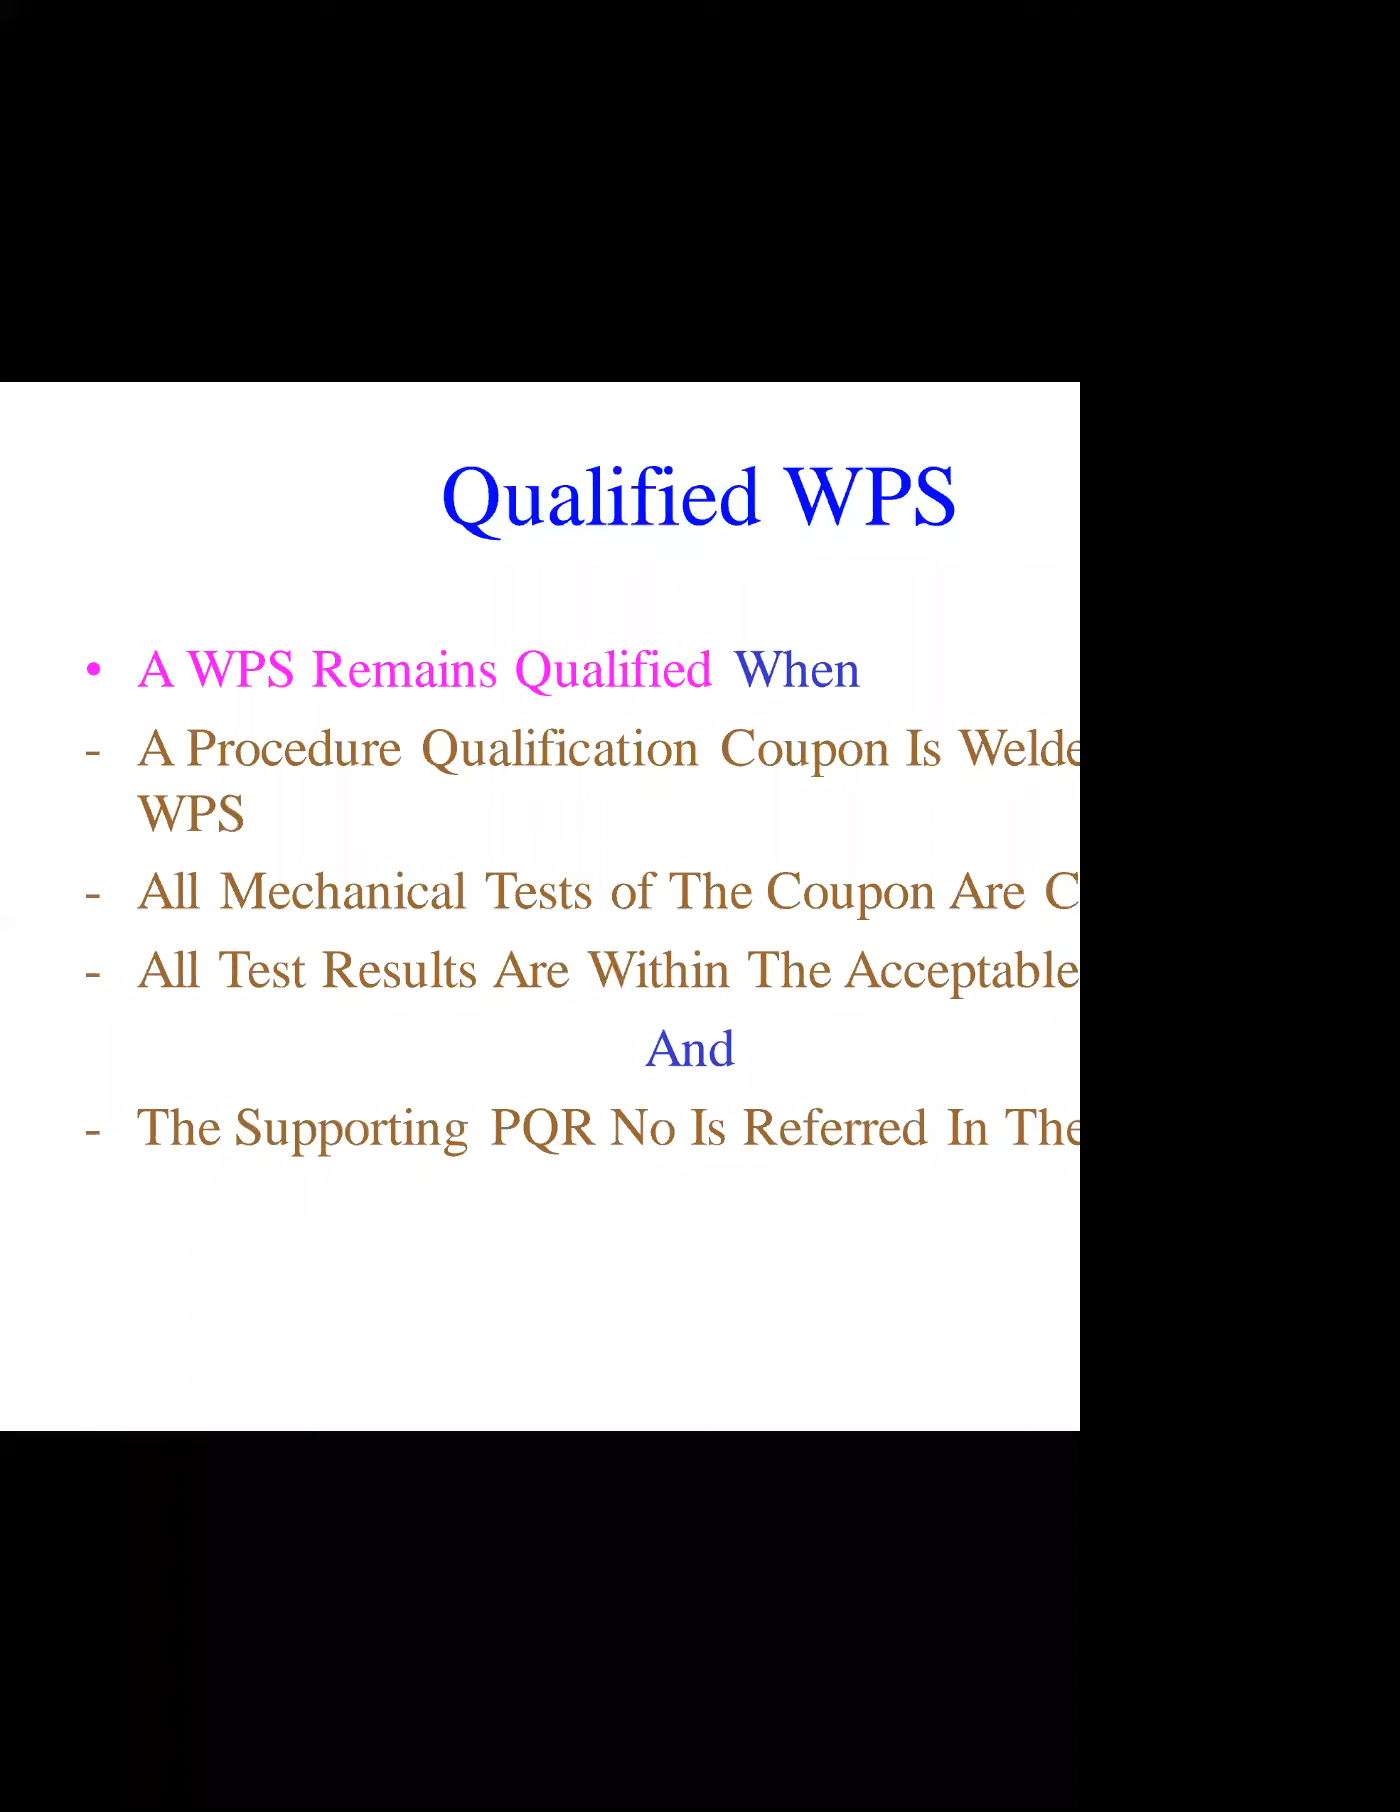 Qualified WPS
• A WPS Remains Qualified When
- A Procedure Qualification Coupon Is Welde
WPS
- All Mechanical Tests of The Coupon Are C
- All Test Results Are Within The Acceptable
And
- The Supporting PQR No Is Referred In The